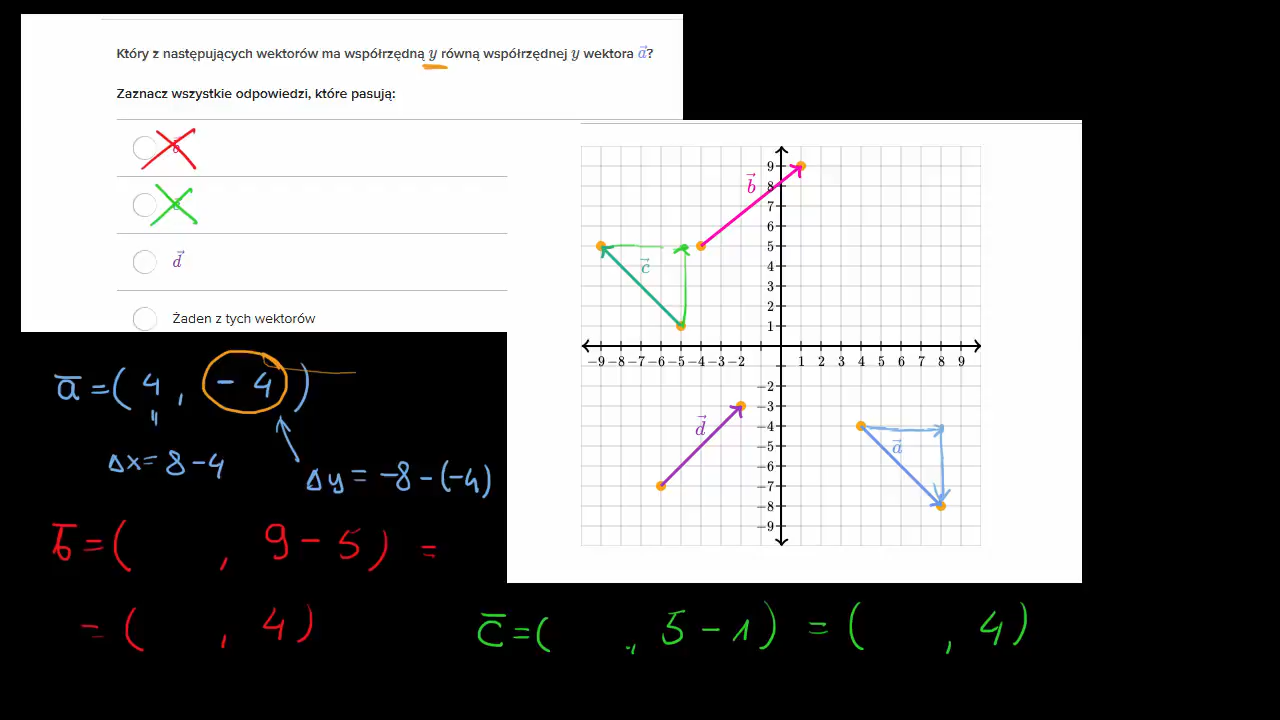 Który z następujących wektorów ma współrzędną y równą współrzędnej y wektora a⃗?
Zaznacz wszystkie odpowiedzi, które pasują:
d⃗
Żaden z tych wektorów
9
8
7
6
5
4
3
2
1
−9 −8 −7 −6 −5 −4 −3 −2 1 2 3 4 5 6 7 8 9
−2
−3
−4
−5
−6
−7
−8
−9
b⃗
c⃗
d⃗
a⃗
a̅ = ( 4 , − 4 )
Δx = 8 − 4
Δy = −8 − (−4)
b̅ = ( , 9 − 5 ) =
= ( , 4 )
c̅ = ( , 5 − 1 ) = ( , 4 )